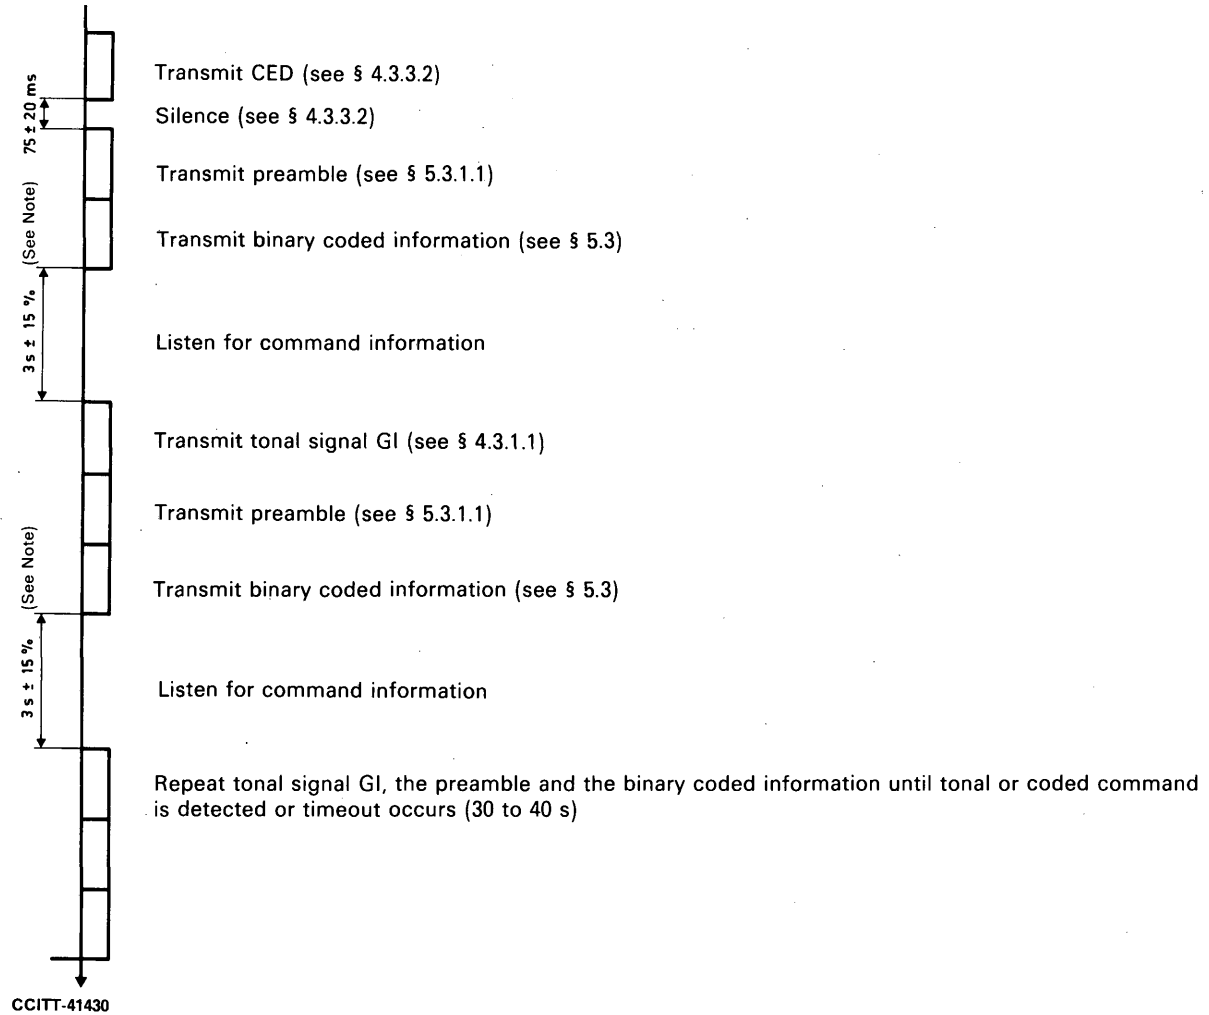 Transmit CED (see § 4.3.3.2)
75 ± 20 ms
Silence (see § 4.3.3.2)
Transmit preamble (see § 5.3.1.1)
(See Note)
Transmit binary coded information (see § 5.3)
3 s ± 15 %
Listen for command information
Transmit tonal signal GI (see § 4.3.1.1)
Transmit preamble (see § 5.3.1.1)
(See Note)
Transmit binary coded information (see § 5.3)
3 s ± 15 %
Listen for command information
Repeat tonal signal GI, the preamble and the binary coded information until tonal or coded command
is detected or timeout occurs (30 to 40 s)
CCITT-41430